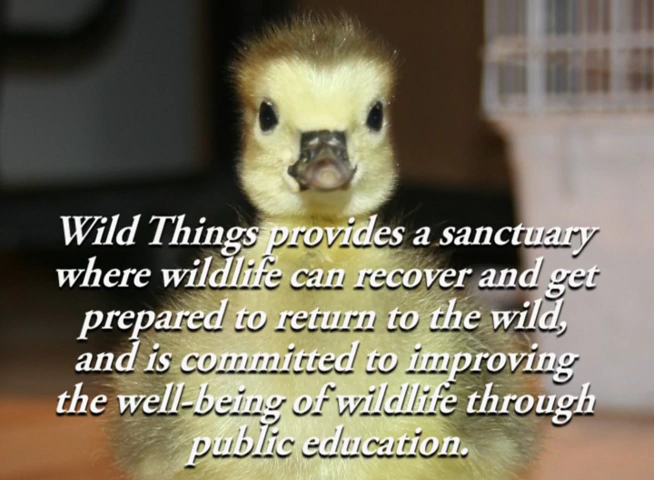 Wild Things provides a sanctuary
where wildlife can recover and get
prepared to return to the wild,
and is committed to improving
the well-being of wildlife through
public education.